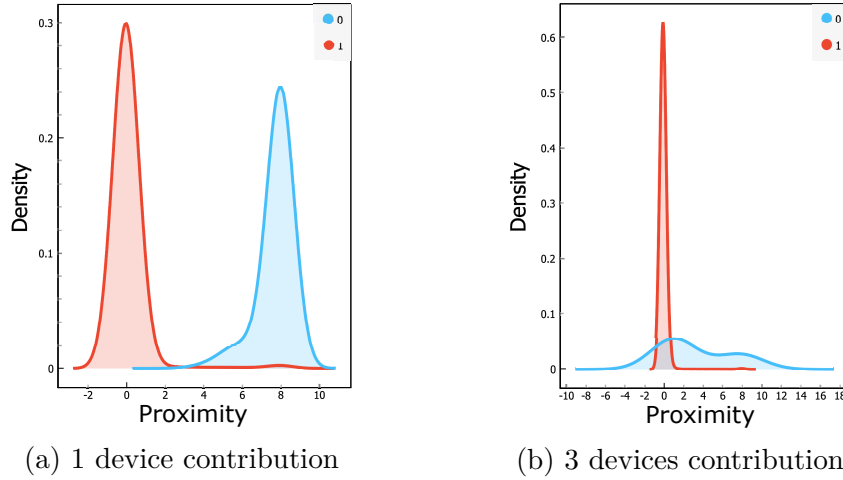 0
1
0.3
0.2
0.1
0
Density
-2 0 2 4 6 8 10
Proximity
(a) 1 device contribution
0
1
0.6
0.5
0.4
0.3
0.2
0.1
0
Density
-10 -8 -6 -4 -2 0 2 4 6 8 10 12 14 16 18
Proximity
(b) 3 devices contribution